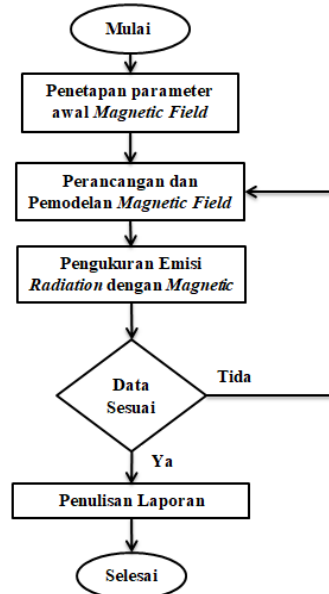 Mulai
Penetapan parameter
awal Magnetic Field
Perancangan dan
Pemodelan Magnetic Field
Pengukuran Emisi
Radiation dengan Magnetic
Data
Sesuai
Tida
Ya
Penulisan Laporan
Selesai